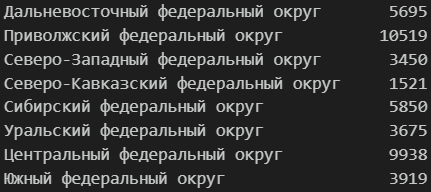 Дальневосточный федеральный округ 5695
Приволжский федеральный округ 10519
Северо-Западный федеральный округ 3450
Северо-Кавказский федеральный округ 1521
Сибирский федеральный округ 5850
Уральский федеральный округ 3675
Центральный федеральный округ 9938
Южный федеральный округ 3919